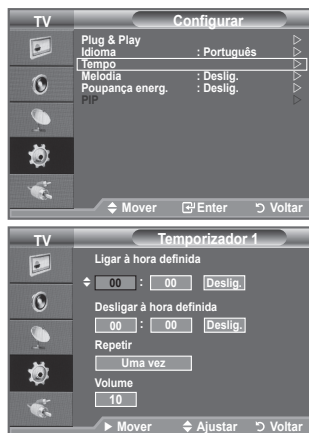 TV Configurar
Plug & Play
Idioma : Português
Tempo
Melodia : Deslig.
Poupança energ. : Deslig.
PIP
Mover Enter Voltar
TV Temporizador 1
Ligar à hora definida
00 : 00 Deslig.
Desligar à hora definida
00 : 00 Deslig.
Repetir
Uma vez
Volume
10
Mover Ajustar Voltar